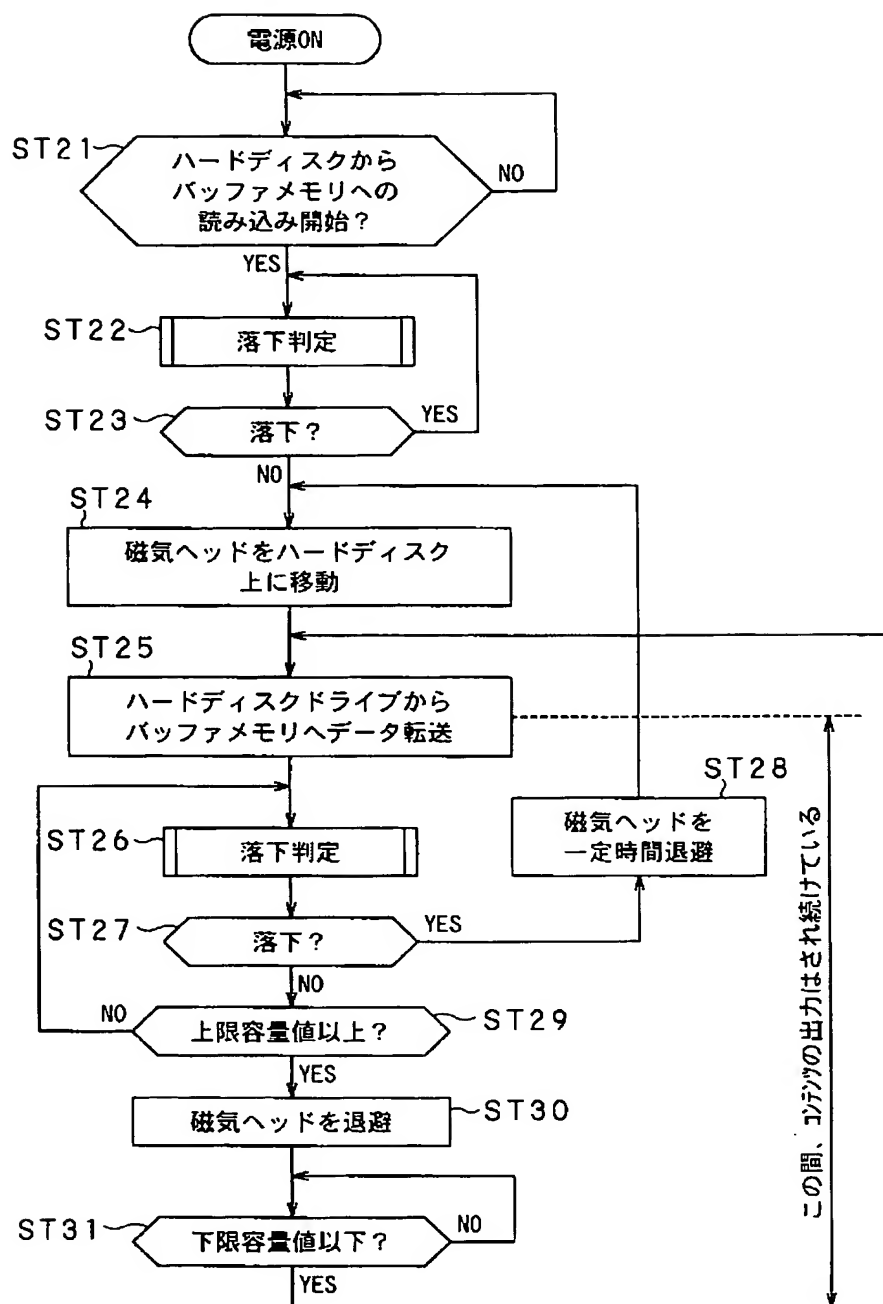 電源ON
ST21
ハードディスクから
バッファメモリへの
読み込み開始？
NO
YES
ST22
落下判定
ST23
落下？
YES
NO
ST24
磁気ヘッドをハードディスク
上に移動
ST25
ハードディスクドライブから
バッファメモリへデータ転送
ST28
磁気ヘッドを
一定時間退避
ST26
落下判定
ST27
落下？
YES
NO
NO
上限容量値以上？
ST29
YES
磁気ヘッドを退避
ST30
ST31
下限容量値以下？
NO
YES
この間、コンテンツの出力はされ続けている